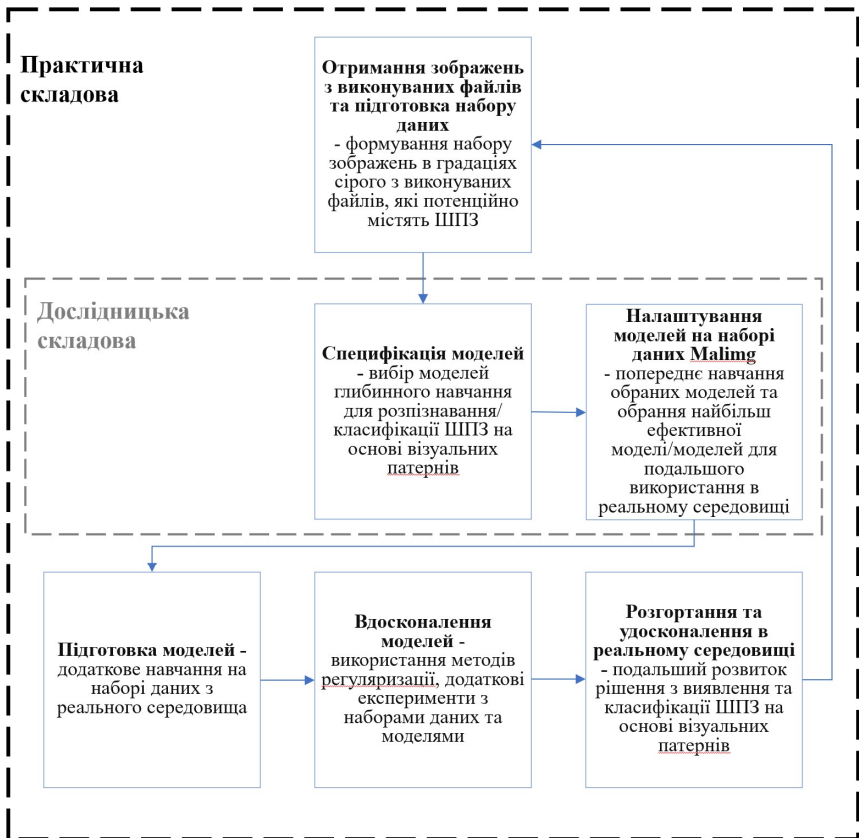 Практична
складова
Отримання зображень
з виконуваних файлів
та підготовка набору
даних
- формування набору
зображень в градаціях
сірого з виконуваних
файлів, які потенційно
містять ШПЗ
Дослідницька
складова
Специфікація моделей
- вибір моделей
глибинного навчання
для розпізнавання/
класифікації ШПЗ на
основі візуальних
патернів
Налаштування
моделей на наборі
даних Malimg
- попереднє навчання
обраних моделей та
обрання найбільш
ефективної
моделі/моделей для
подальшого
використання в
реальному середовищі
Підготовка моделей -
додаткове навчання на
наборі даних з
реального середовища
Вдосконалення
моделей -
використання методів
регуляризації, додаткові
експерименти з
наборами даних та
моделями
Розгортання та
удосконалення в
реальному середовищі
- подальший розвиток
рішення з виявлення та
класифікації ШПЗ на
основі візуальних
патернів